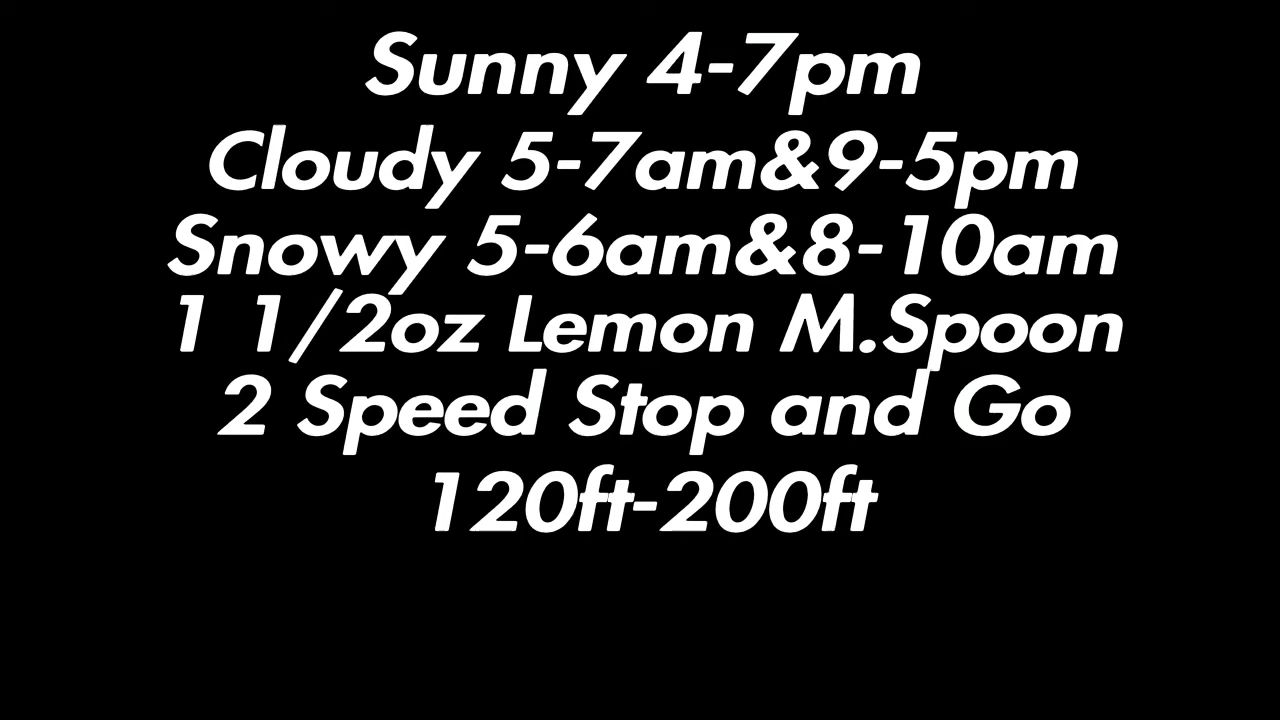 Sunny 4-7pm
Cloudy 5-7am&9-5pm
Snowy 5-6am&8-10am
1 1/2oz Lemon M.Spoon
2 Speed Stop and Go
120ft-200ft